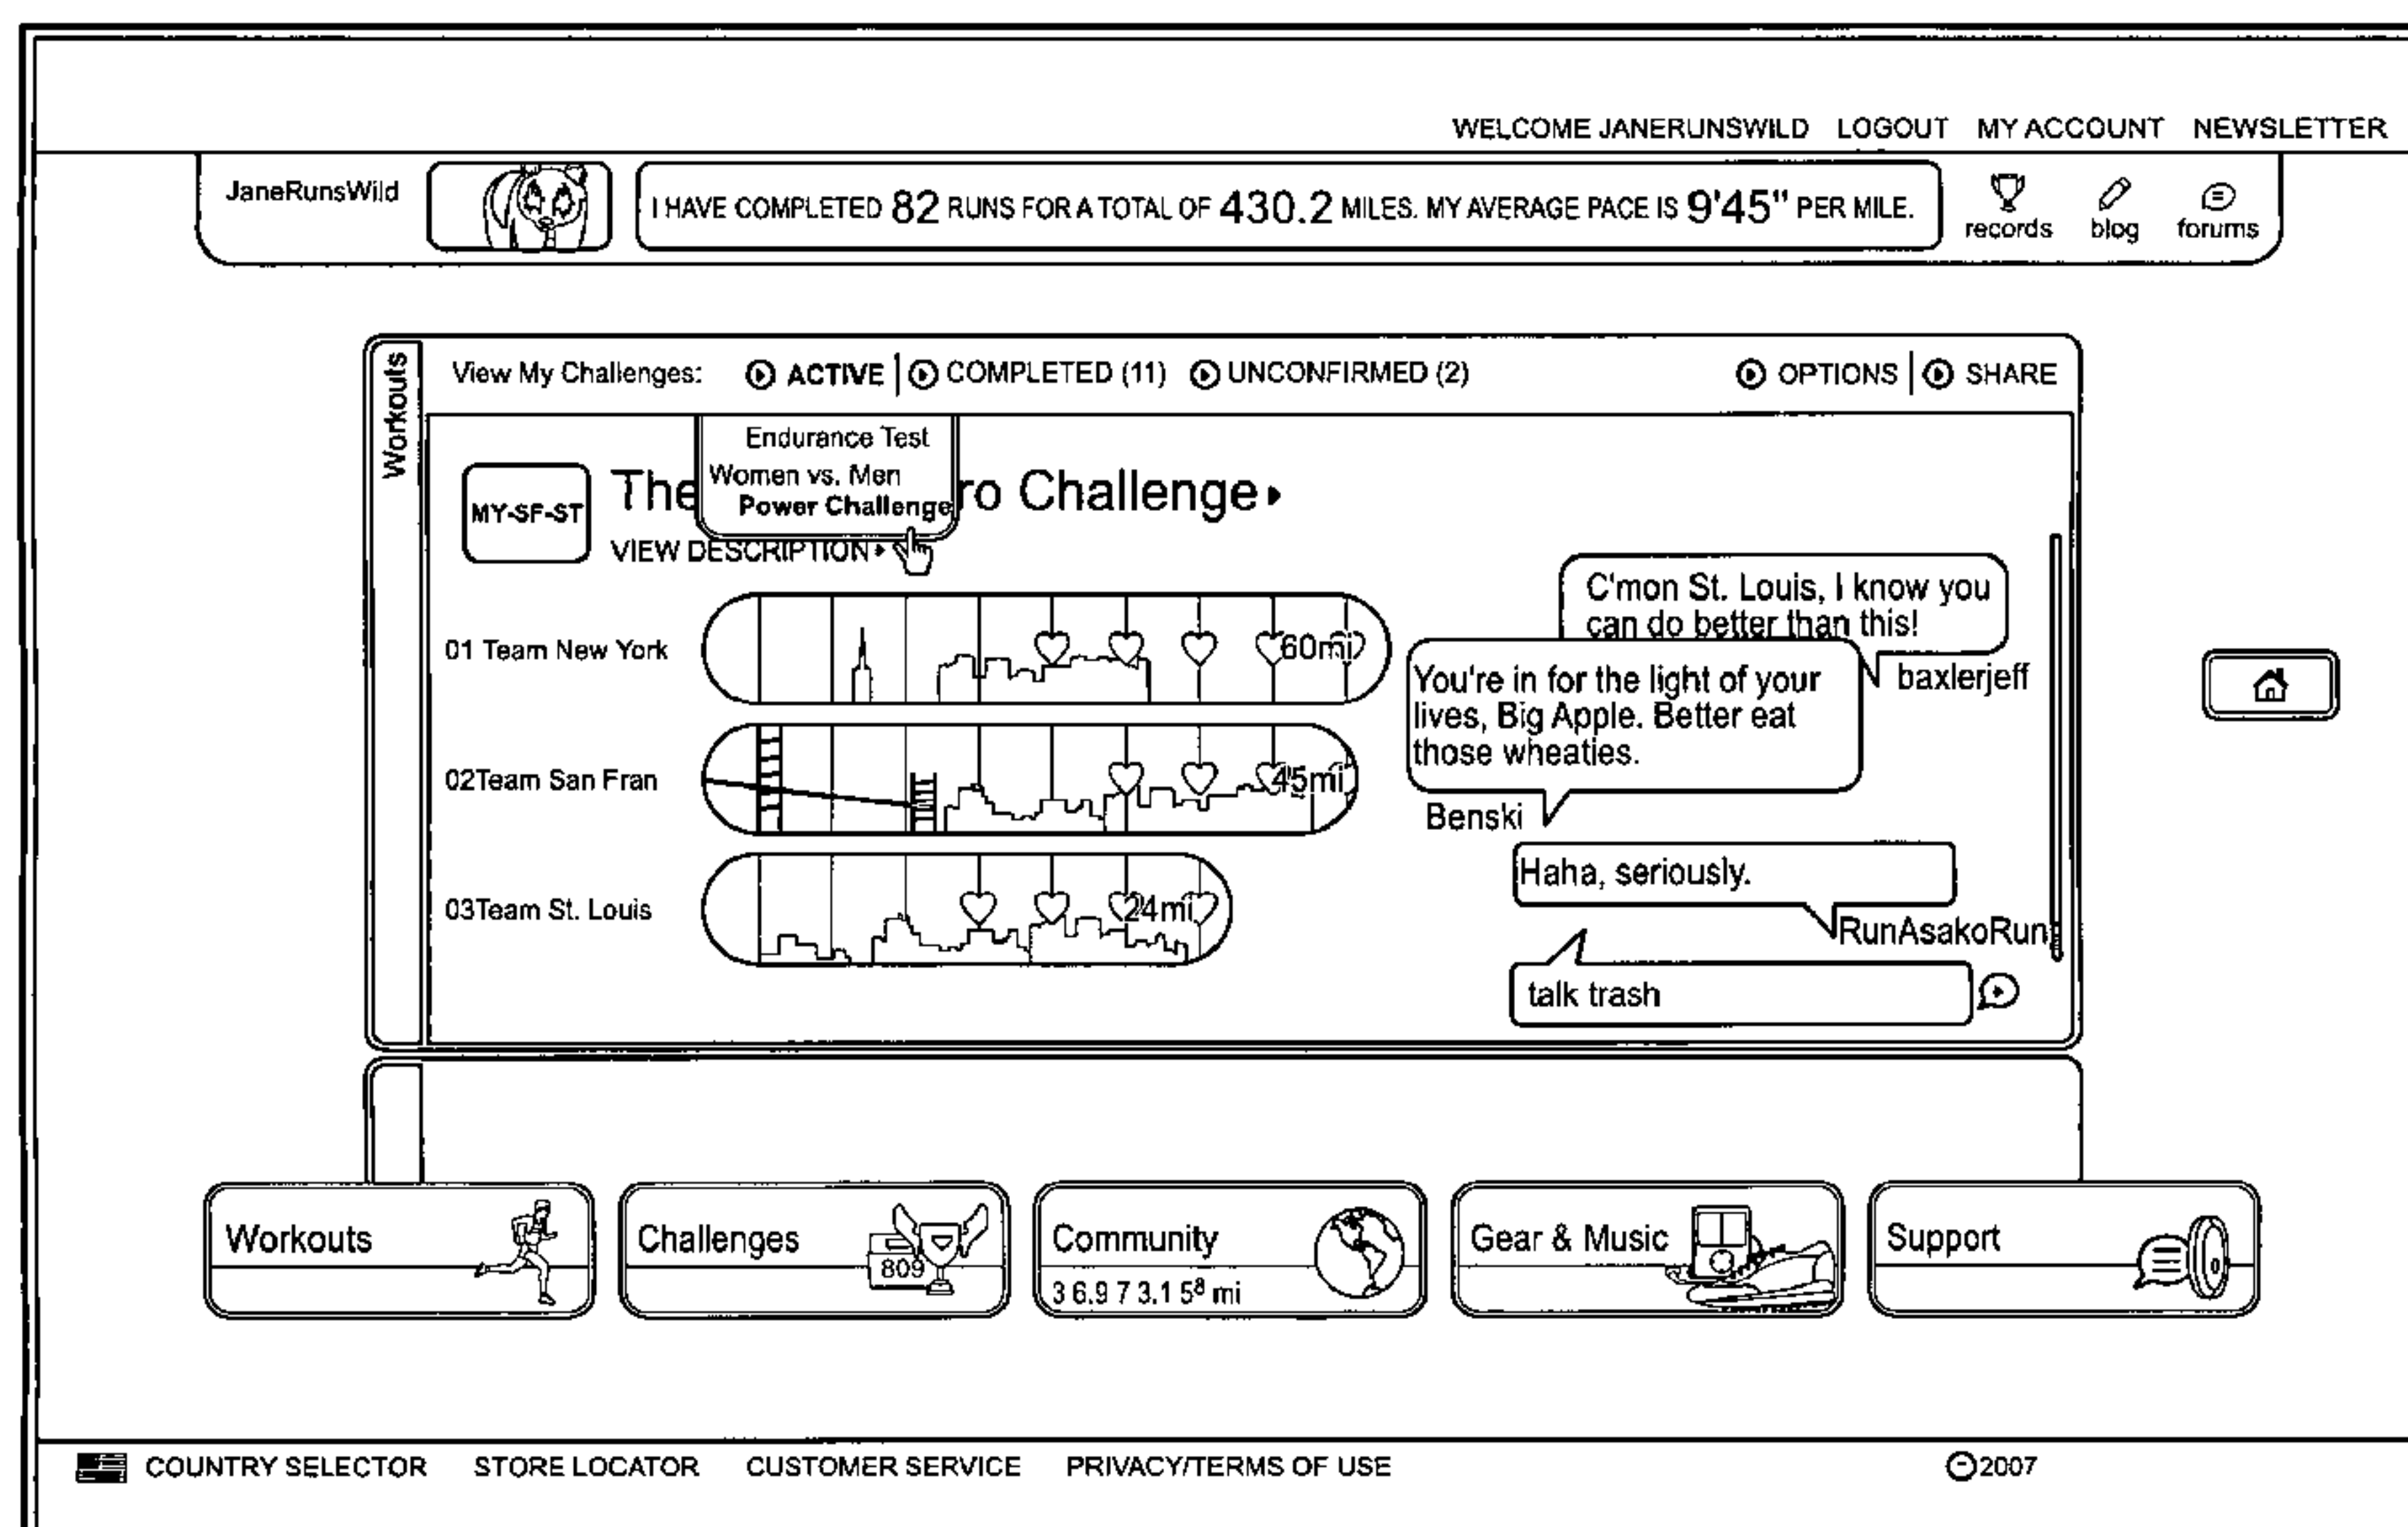 WELCOME JANERUNSWILD LOGOUT MY ACCOUNT NEWSLETTER
JaneRunsWild
I HAVE COMPLETED 82 RUNS FOR A TOTAL OF 430.2 MILES. MY AVERAGE PACE IS 9'45" PER MILE.
records blog forums
Workouts
View My Challenges: ACTIVE COMPLETED (11) UNCONFIRMED (2) OPTIONS SHARE
Endurance Test
Women vs. Men
Power Challenge
MY-SF-ST
The ro Challenge
VIEW DESCRIPTION
01 Team New York 60mi
02Team San Fran 45mi
03Team St. Louis 24mi
C'mon St. Louis, I know you
can do better than this!
baxlerjeff
You're in for the light of your
lives, Big Apple. Better eat
those wheaties.
Benski
Haha, seriously.
RunAsakoRun
talk trash
Workouts
Challenges
809
Community
3 6.9 7 3.1 5⁸ mi
Gear & Music
Support
COUNTRY SELECTOR STORE LOCATOR CUSTOMER SERVICE PRIVACY/TERMS OF USE
©2007